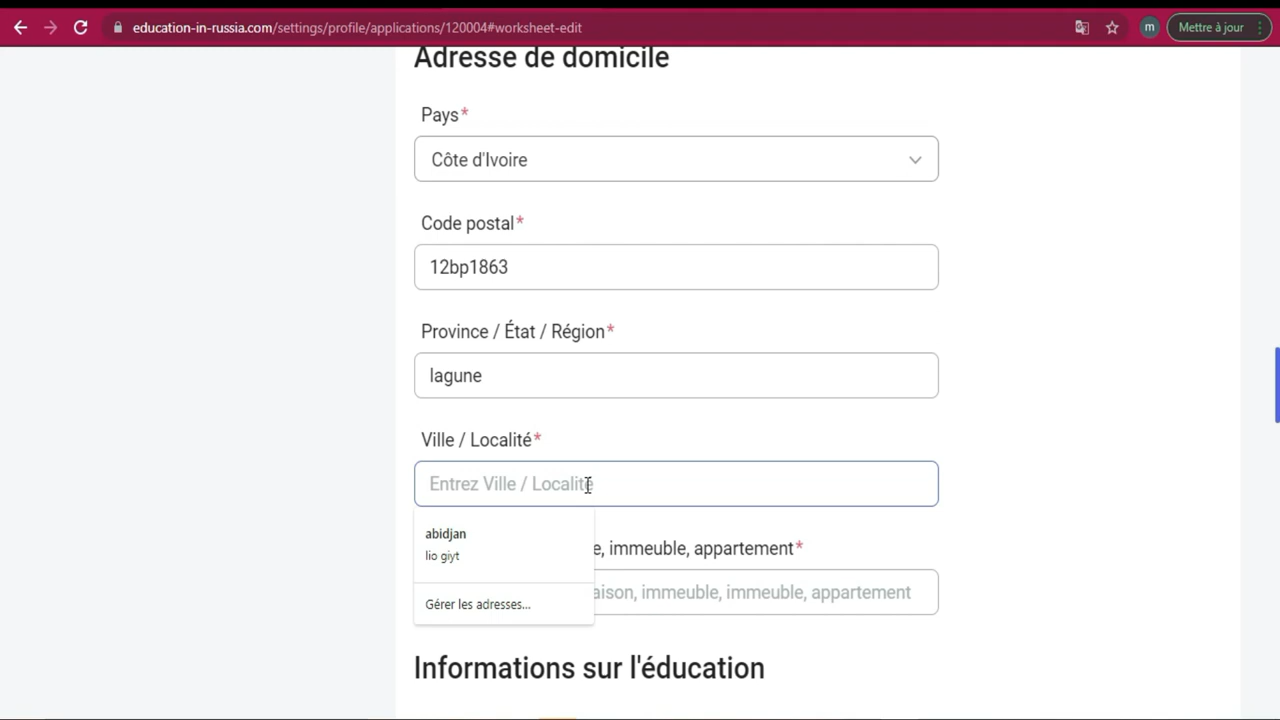 education-in-russia.com/settings/profile/applications/120004#worksheet-edit
m
Mettre à jour
Adresse de domicile
Pays*
Côte d'Ivoire
Code postal*
12bp1863
Province / État / Région*
lagune
Ville / Localité*
Entrez Ville / Localité
abidjan
lio giyt
Gérer les adresses...
e, immeuble, appartement*
aison, immeuble, immeuble, appartement
Informations sur l'éducation